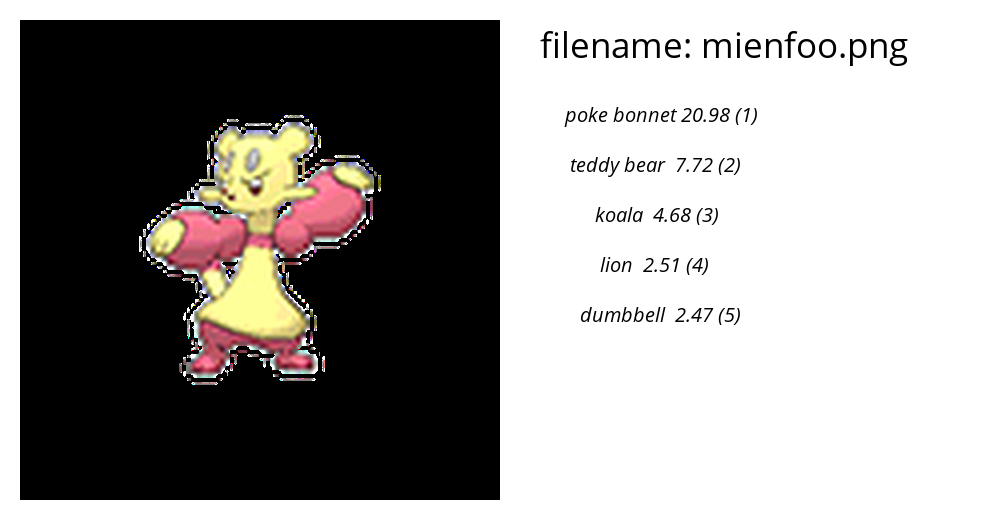 filename: mienfoo.png
poke bonnet 20.98 (1)
teddy bear 7.72 (2)
koala 4.68 (3)
lion 2.51 (4)
dumbbell 2.47 (5)